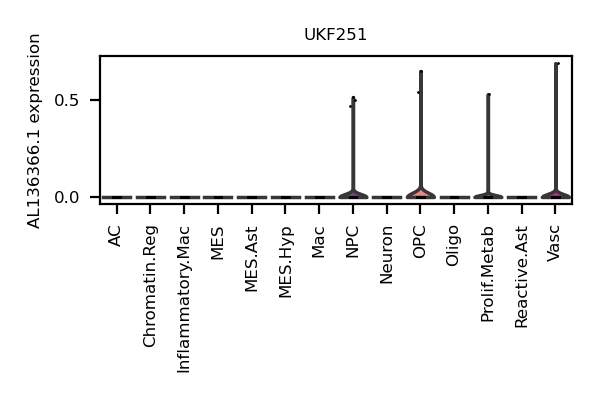 UKF251
AL136366.1 expression
0.5
0.0
AC
Chromatin.Reg
Inflammatory.Mac
MES
MES.Ast
MES.Hyp
Mac
NPC
Neuron
OPC
Oligo
Prolif.Metab
Reactive.Ast
Vasc